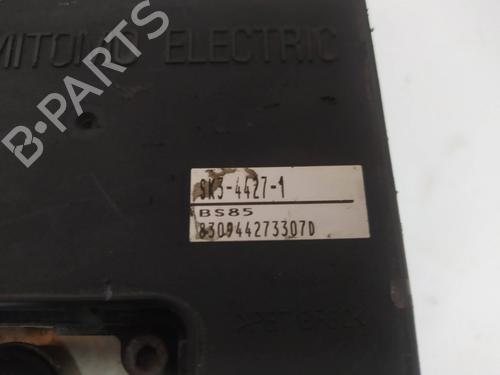 MITOMO ELECTRIC
B-PARTS
SK3-4427-1
BS85
830944273307D